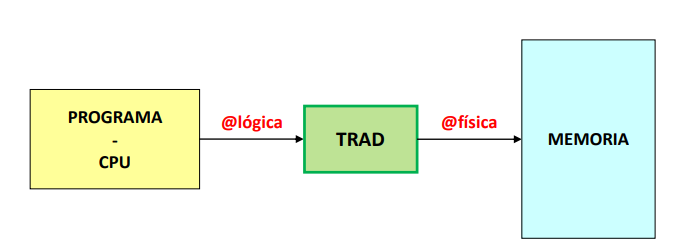 PROGRAMA
-
CPU
@lógica
TRAD
@física
MEMORIA